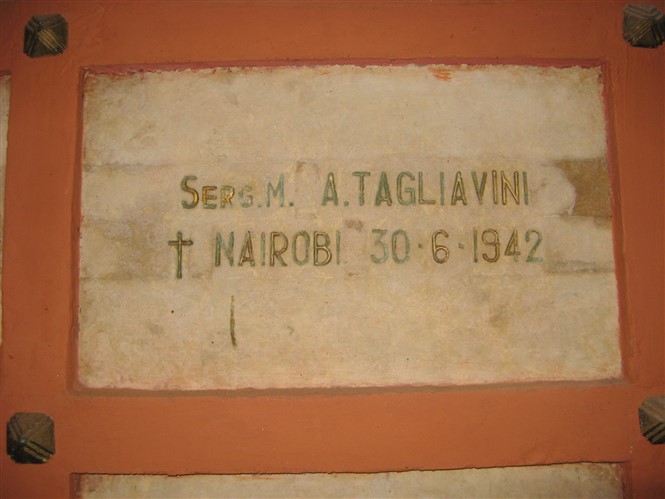 SERG.M. A.TAGLIAVINI
† NAIROBI 30·6·1942